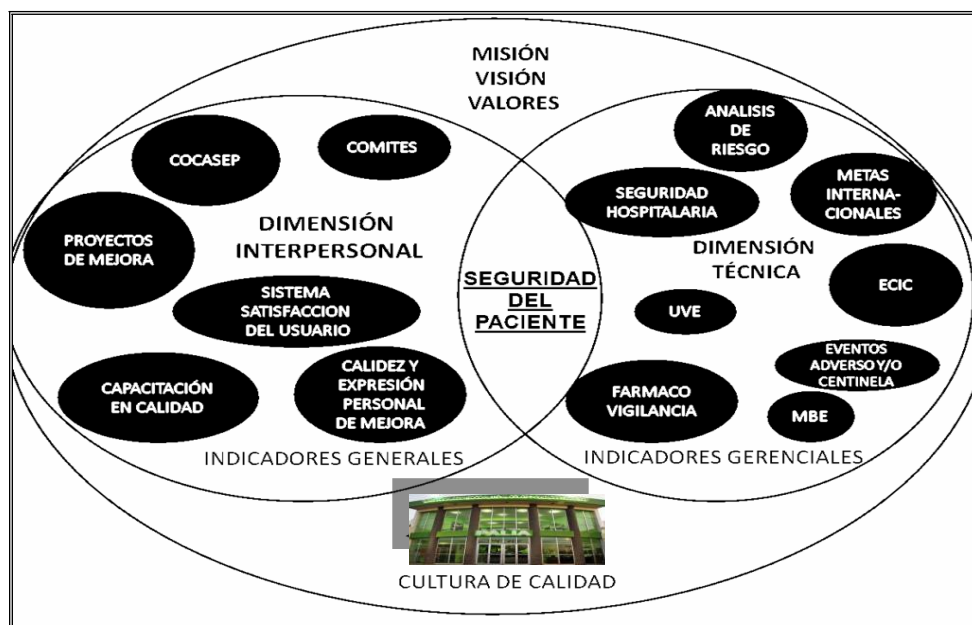 MISIÓN
VISIÓN
VALORES
COCASEP
COMITES
PROYECTOS
DE MEJORA
DIMENSIÓN
INTERPERSONAL
SISTEMA
SATISFACCION
DEL USUARIO
CAPACITACIÓN
EN CALIDAD
CALIDEZ Y
EXPRESIÓN
PERSONAL
DE MEJORA
INDICADORES GENERALES
SEGURIDAD
DEL
PACIENTE
ANALISIS
DE
RIESGO
SEGURIDAD
HOSPITALARIA
METAS
INTERNA-
CIONALES
DIMENSIÓN
TÉCNICA
ECIC
UVE
EVENTOS
ADVERSO Y/O
CENTINELA
FARMACO
VIGILANCIA
MBE
INDICADORES GERENCIALES
CULTURA DE CALIDAD